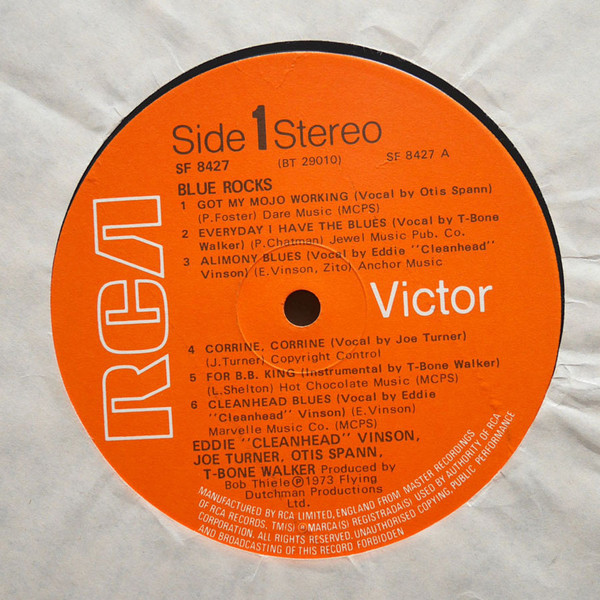 Side 1 Stereo
SF 8427 (BT 29010) SF 8427 A
BLUE ROCKS
1 GOT MY MOJO WORKING (Vocal by Otis Spann)
(P.Foster) Dare Music (MCPS)
2 EVERYDAY I HAVE THE BLUES (Vocal by T-Bone
Walker) (P.Chatman) Jewel Music Pub. Co.
3 ALIMONY BLUES (Vocal by Eddie "Cleanhead"
Vinson) (E.Vinson, Zito) Anchor Music
RCA
Victor
4 CORRINE, CORRINE (Vocal by Joe Turner)
(J.Turner) Copyright Control
5 FOR B.B. KING (Instrumental by T-Bone Walker)
(L.Shelton) Hot Chocolate Music (MCPS)
6 CLEANHEAD BLUES (Vocal by Eddie
"Cleanhead" Vinson) (E.Vinson)
Marvelle Music Co. (MCPS)
EDDIE "CLEANHEAD" VINSON,
JOE TURNER, OTIS SPANN,
T-BONE WALKER Produced by
Bob Thiele Ⓟ1973 Flying
Dutchman Productions
Ltd.
MANUFACTURED BY RCA LIMITED, ENGLAND FROM MASTER RECORDINGS
OF RCA RECORDS. TM(S) ® MARCA(S) REGISTRADA(S) USED BY AUTHORITY OF RCA
CORPORATION. ALL RIGHTS RESERVED. UNAUTHORISED COPYING, PUBLIC PERFORMANCE
AND BROADCASTING OF THIS RECORD FORBIDDEN